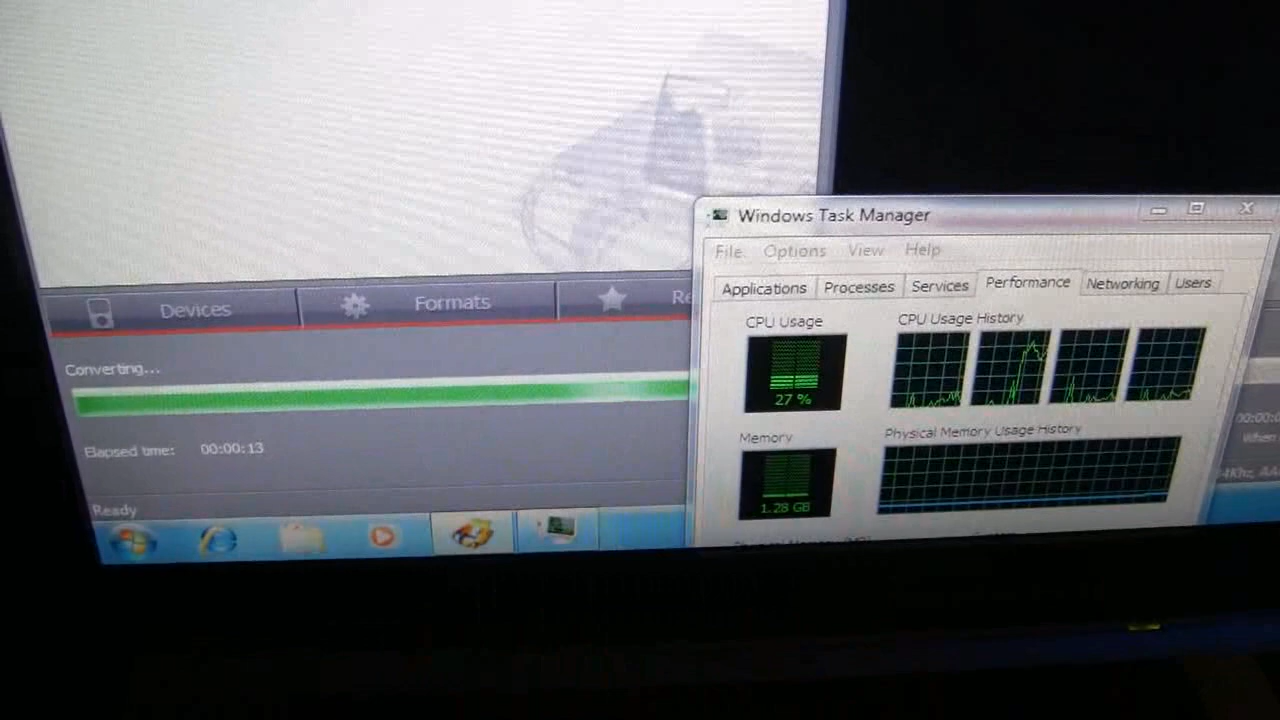 Windows Task Manager
File Options View Help
Applications Processes Services Performance Networking Users
CPU Usage CPU Usage History
27 %
Memory Physical Memory Usage History
1.28 GB
Devices Formats
Converting...
Elapsed time: 00:00:13
Ready
When